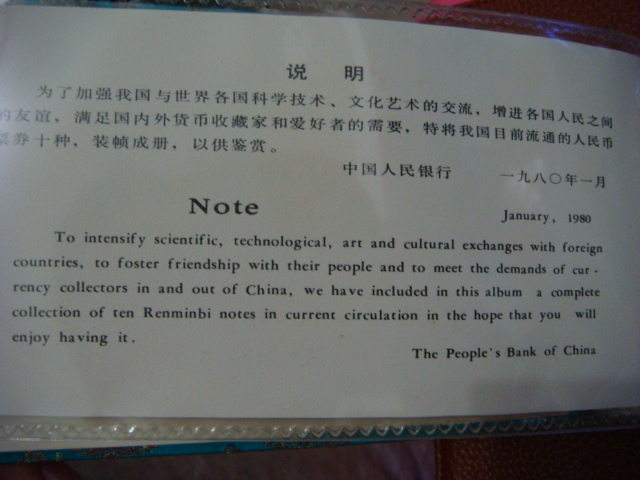 说 明
为了加强我国与世界各国科学技术、文化艺术的交流，增进各国人民之间
的友谊，满足国内外货币收藏家和爱好者的需要，特将我国目前流通的人民币
票券十种，装帧成册，以供鉴赏。
中国人民银行 一九八〇年一月
Note
January, 1980
To intensify scientific, technological, art and cultural exchanges with foreign
countries, to foster friendship with their people and to meet the demands of cur-
rency collectors in and out of China, we have included in this album a complete
collection of ten Renminbi notes in current circulation in the hope that you will
enjoy having it.
The People's Bank of China